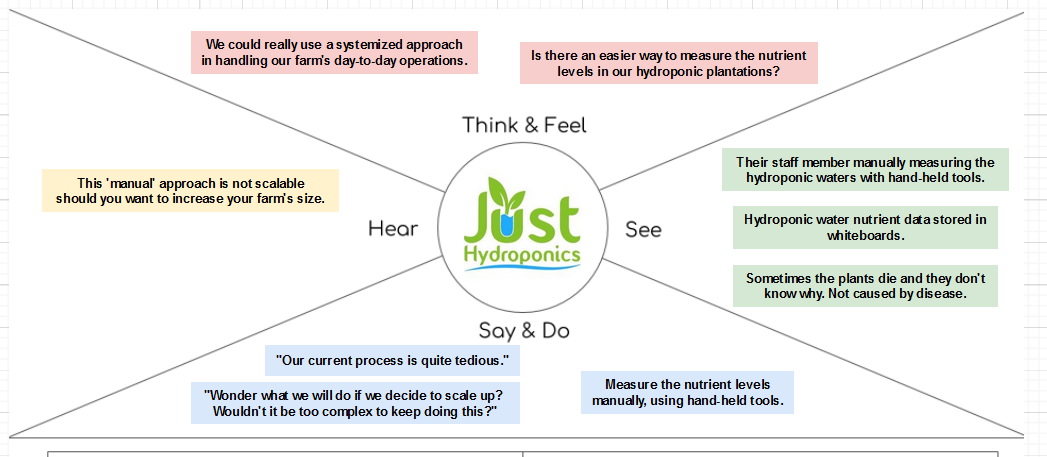 We could really use a systemized approach
in handling our farm's day-to-day operations.
Is there an easier way to measure the nutrient
levels in our hydroponic plantations?
Think & Feel
This 'manual' approach is not scalable
should you want to increase your farm's size.
Hear
Just
Hydroponics
See
Their staff member manually measuring the
hydroponic waters with hand-held tools.
Hydroponic water nutrient data stored in
whiteboards.
Sometimes the plants die and they don't
know why. Not caused by disease.
Say & Do
"Our current process is quite tedious."
"Wonder what we will do if we decide to scale up?
Wouldn't it be too complex to keep doing this?"
Measure the nutrient levels
manually, using hand-held tools.